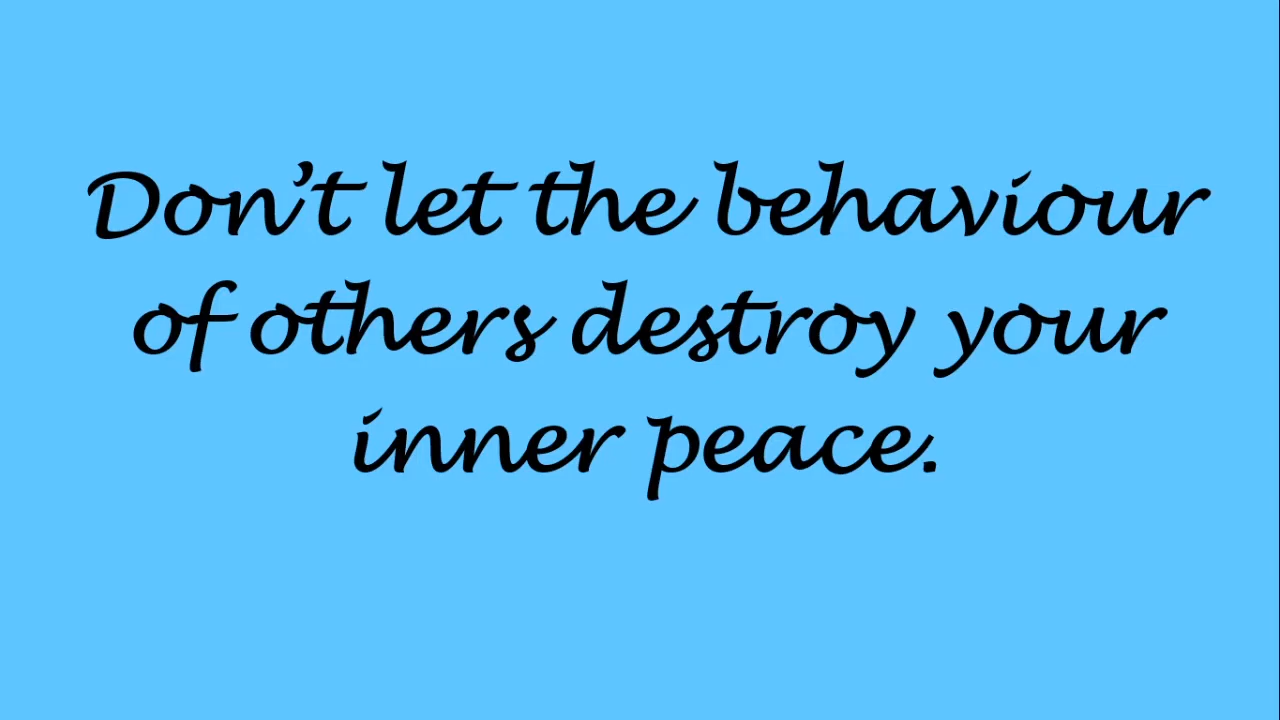 Don’t let the behaviour
of others destroy your
inner peace.